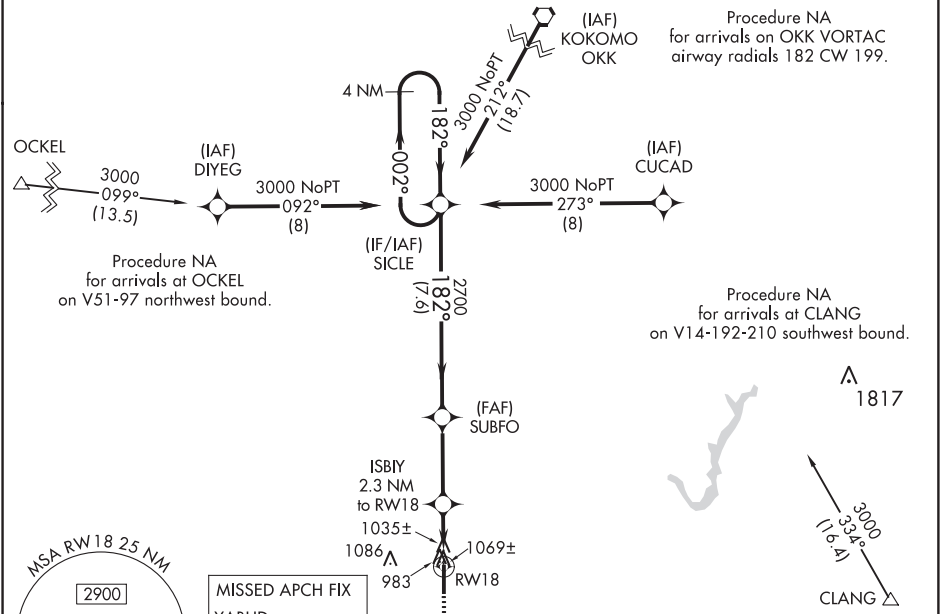 (IAF)
KOKOMO
OKK
Procedure NA
for arrivals on OKK VORTAC
airway radials 182 CW 199.
3000 NoPT
212°
(18.7)
4 NM
182°
002°
OCKEL
3000
099°
(13.5)
(IAF)
DIYEG
3000 NoPT
092°
(8)
(IAF)
CUCAD
3000 NoPT
273°
(8)
(IF/IAF)
SICLE
Procedure NA
for arrivals at OCKEL
on V51-97 northwest bound.
2700
182°
(7.6)
Procedure NA
for arrivals at CLANG
on V14-192-210 southwest bound.
1817
(FAF)
SUBFO
ISBIY
2.3 NM
to RW18
1035±
1086
1069±
983
RW18
3000
334°
(16.4)
CLANG
MSA RW18 25 NM
2900
MISSED APCH FIX